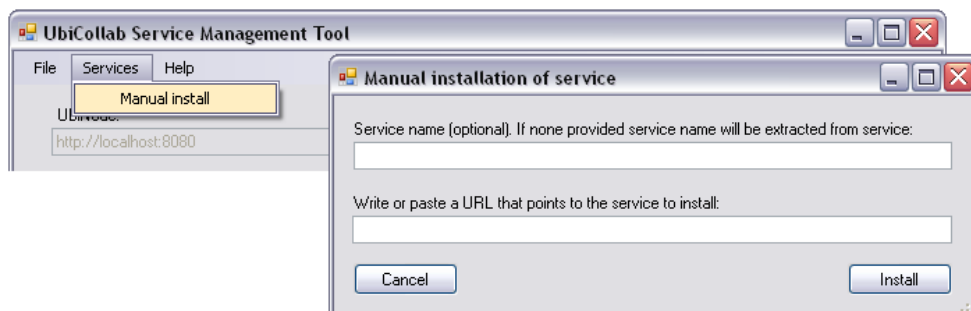 UbiCollab Service Management Tool
File Services Help
Manual install
UbiNode:
http://localhost:8080
Manual installation of service
Service name (optional). If none provided service name will be extracted from service:
Write or paste a URL that points to the service to install:
Cancel Install